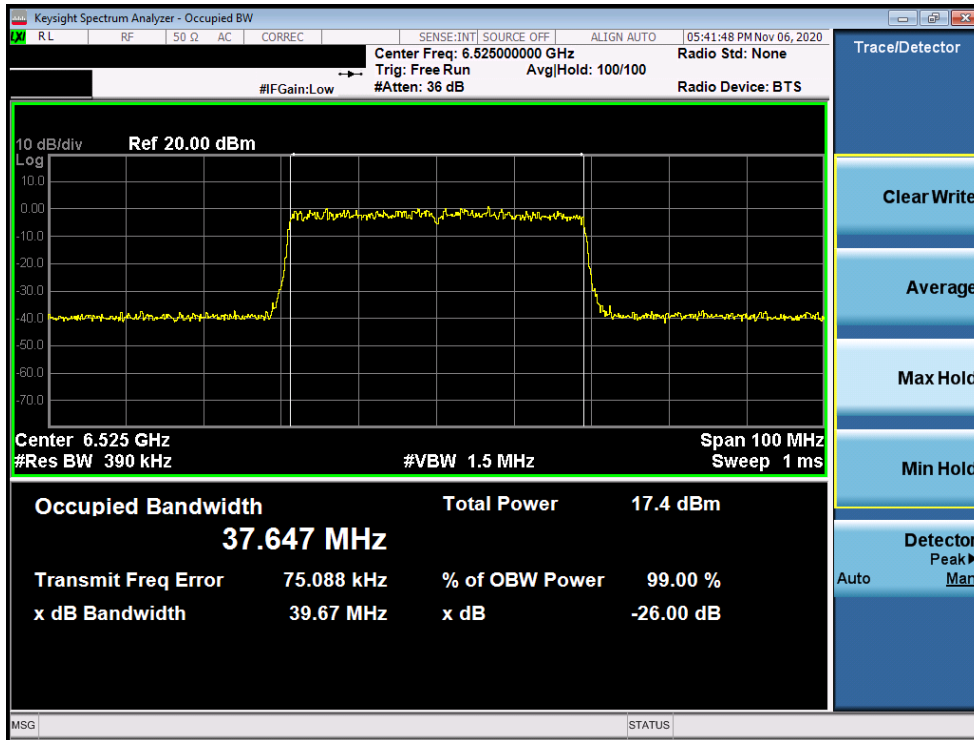 Keysight Spectrum Analyzer - Occupied BW
LXI RL RF 50 Ω AC CORREC SENSE:INT SOURCE OFF ALIGN AUTO 05:41:48 PM Nov 06, 2020
Center Freq: 6.525000000 GHz Radio Std: None
Trig: Free Run Avg|Hold: 100/100
#IFGain:Low #Atten: 36 dB Radio Device: BTS
Trace/Detector
10 dB/div Ref 20.00 dBm
Log
10.0
0.00
-10.0
-20.0
-30.0
-40.0
-50.0
-60.0
-70.0
Center 6.525 GHz Span 100 MHz
#Res BW 390 kHz #VBW 1.5 MHz Sweep 1 ms
Occupied Bandwidth Total Power 17.4 dBm
37.647 MHz
Transmit Freq Error 75.088 kHz % of OBW Power 99.00 %
x dB Bandwidth 39.67 MHz x dB -26.00 dB
Clear Write
Average
Max Hold
Min Hold
Detector
Peak▶
Auto Man
MSG STATUS